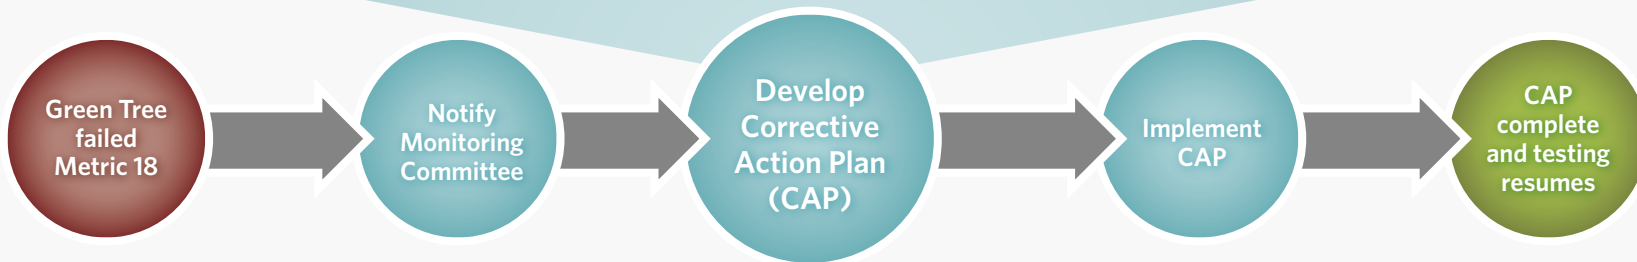 Green Tree
failed
Metric 18
Notify
Monitoring
Committee
Develop
Corrective
Action Plan
(CAP)
Implement
CAP
CAP
complete
and testing
resumes